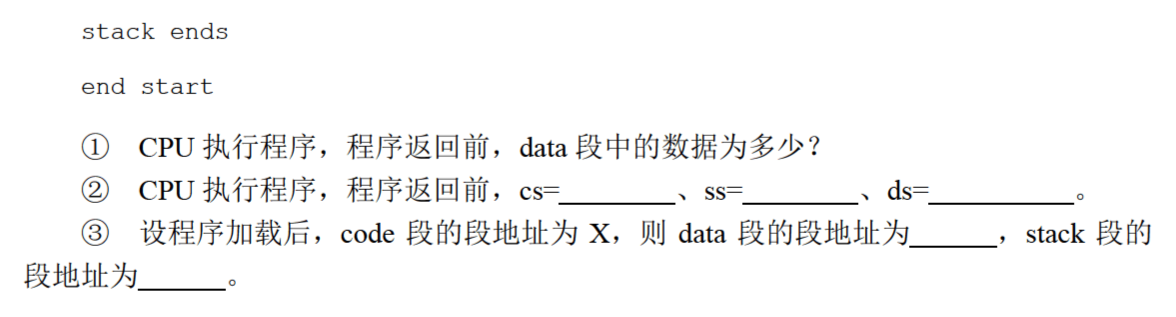 stack ends
end start
① CPU 执行程序，程序返回前，data 段中的数据为多少？
② CPU 执行程序，程序返回前，cs=________、ss=________、ds=__________。
③ 设程序加载后，code 段的段地址为 X，则 data 段的段地址为______，stack 段的
段地址为______。